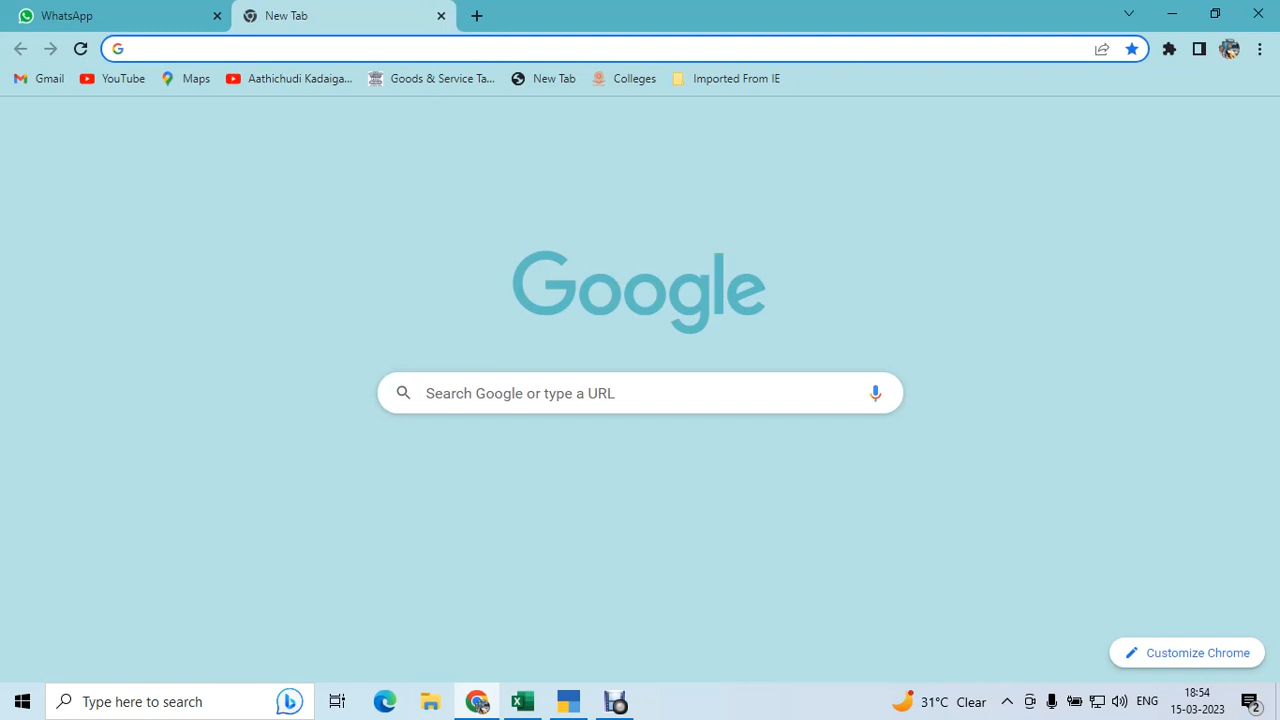 WhatsApp
New Tab
Gmail
YouTube
Maps
Aathichudi Kadaiga...
Goods & Service Ta...
New Tab
Colleges
Imported From IE
Google
Search Google or type a URL
Customize Chrome
Type here to search
31°C Clear
ENG
18:54
15-03-2023
2